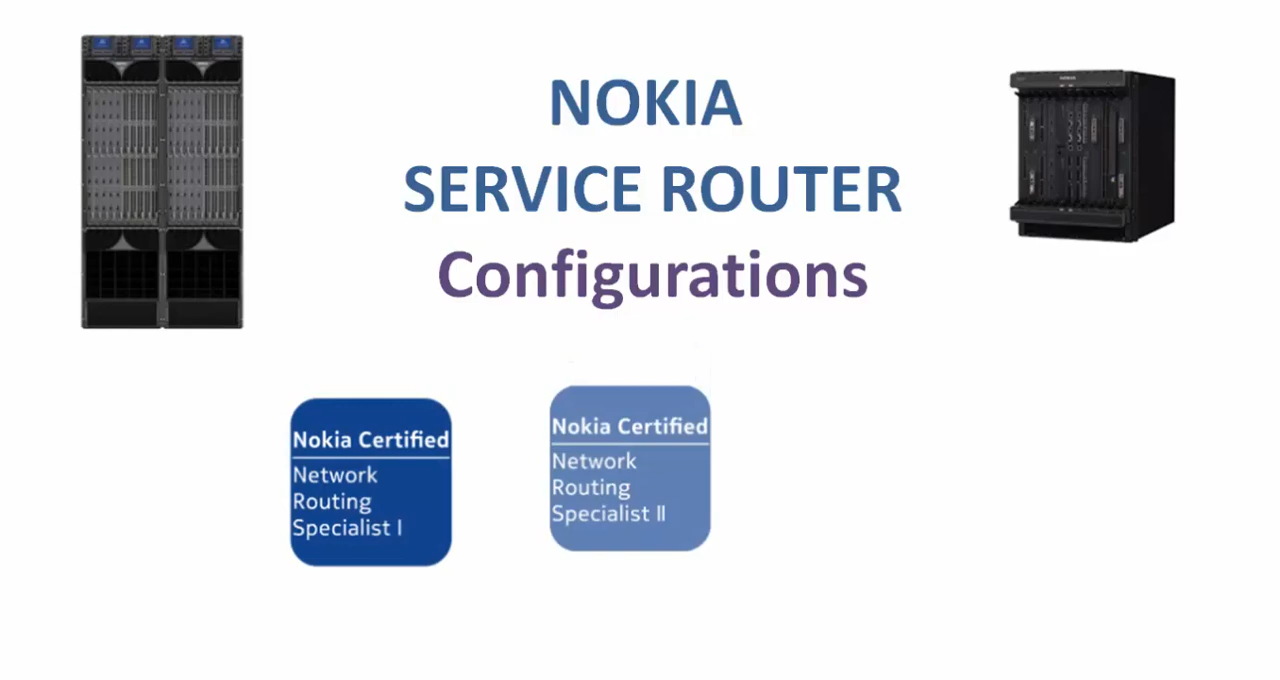 NOKIA
SERVICE ROUTER
Configurations
Nokia Certified
Network
Routing
Specialist I
Nokia Certified
Network
Routing
Specialist II